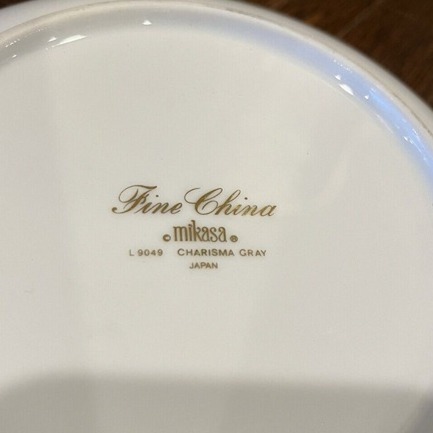 Fine China
© mikasa ®
L 9049 CHARISMA GRAY
JAPAN